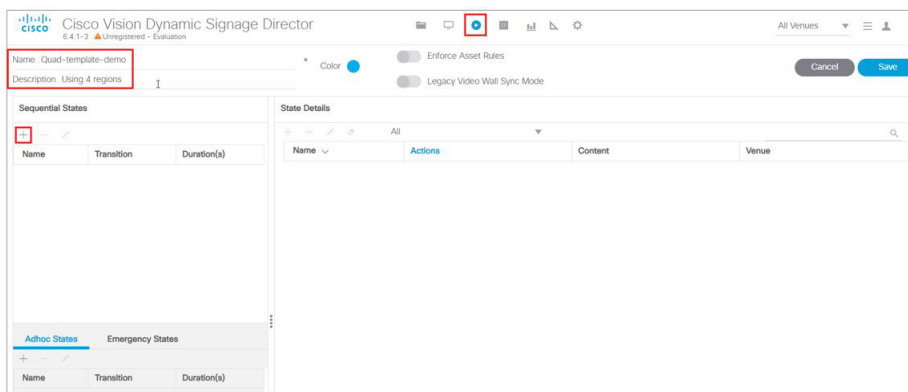 cisco Cisco Vision Dynamic Signage Director
6.4.1-3 Unregistered - Evaluation
All Venues
Name Quad-template-demo * Color Enforce Asset Rules
Description Using 4 regions Legacy Video Wall Sync Mode
Cancel Save
Sequential States
Name Transition Duration(s)
State Details
All
Name Actions Content Venue
Adhoc States Emergency States
Name Transition Duration(s)